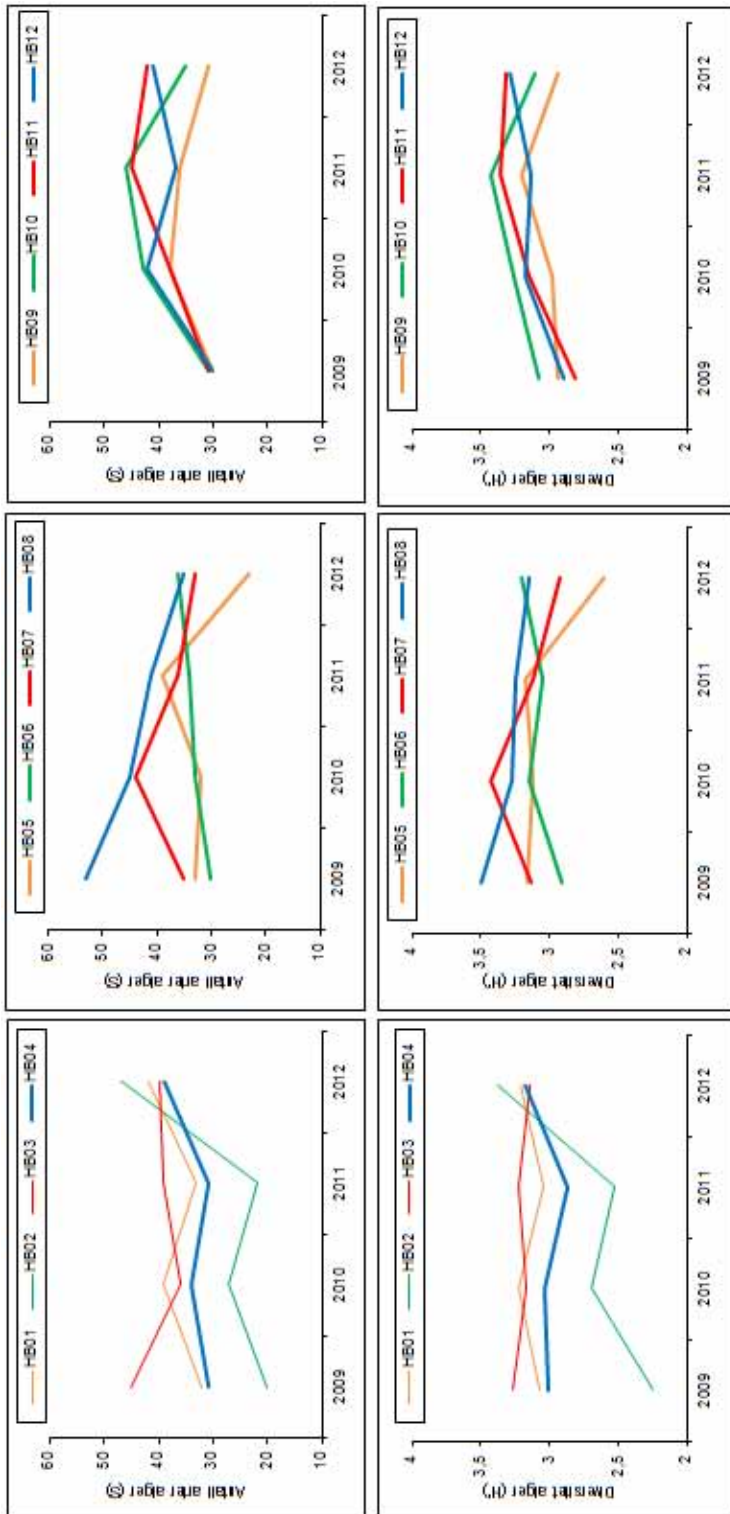 HB01 HB02 HB03 HB04
Antall arter alger (S)
60
50
40
30
20
10
2009 2010 2011 2012
HB05 HB06 HB07 HB08
Antall arter alger (S)
60
50
40
30
20
10
2009 2010 2011 2012
HB09 HB10 HB11 HB12
Antall arter alger (S)
60
50
40
30
20
10
2009 2010 2011 2012
HB01 HB02 HB03 HB04
Diversitet alger (H')
4
3.5
3
2.5
2
2009 2010 2011 2012
HB05 HB06 HB07 HB08
Diversitet alger (H')
4
3.5
3
2.5
2
2009 2010 2011 2012
HB09 HB10 HB11 HB12
Diversitet alger (H')
4
3.5
3
2.5
2
2009 2010 2011 2012